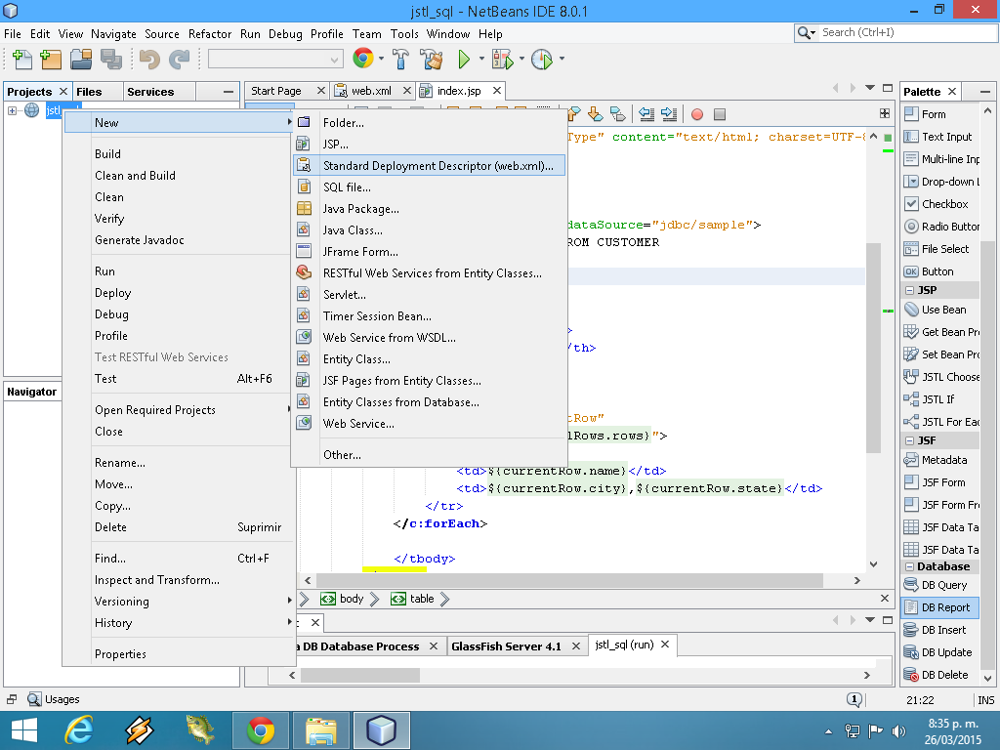 jstl_sql - NetBeans IDE 8.0.1
File Edit View Navigate Source Refactor Run Debug Profile Team Tools Window Help
Search (Ctrl+I)
Projects Files Services
Start Page web.xml index.jsp
Palette
jstl
New
Build
Clean and Build
Clean
Verify
Generate Javadoc
Run
Deploy
Debug
Profile
Test RESTful Web Services
Test Alt+F6
Open Required Projects
Close
Rename...
Move...
Copy...
Delete Suprimir
Find... Ctrl+F
Inspect and Transform...
Versioning
History
Properties
Navigator
Folder...
JSP...
Standard Deployment Descriptor (web.xml)...
SQL file...
Java Package...
Java Class...
JFrame Form...
RESTful Web Services from Entity Classes...
Servlet...
Timer Session Bean...
Web Service from WSDL...
Entity Class...
JSF Pages from Entity Classes...
Entity Classes from Database...
Web Service...
Other...
Type" content="text/html; charset=UTF-8
dataSource="jdbc/sample">
ROM CUSTOMER
>
/th>
tRow"
lRows.rows}">
<td>${currentRow.name}</td>
<td>${currentRow.city},${currentRow.state}</td>
</tr>
</c:forEach>
</tbody>
body table
a DB Database Process GlassFish Server 4.1 jstl_sql (run)
Form
Text Input
Multi-line Inp
Drop-down L
Checkbox
Radio Button
File Select
Button
JSP
Use Bean
Get Bean Pro
Set Bean Pro
JSTL Choose
JSTL If
JSTL For Eac
JSF
Metadata
JSF Form
JSF Form Fro
JSF Data Ta
JSF Data Ta
Database
DB Query
DB Report
DB Insert
DB Update
DB Delete
Usages
1
21:22 INS
8:35 p. m.
26/03/2015